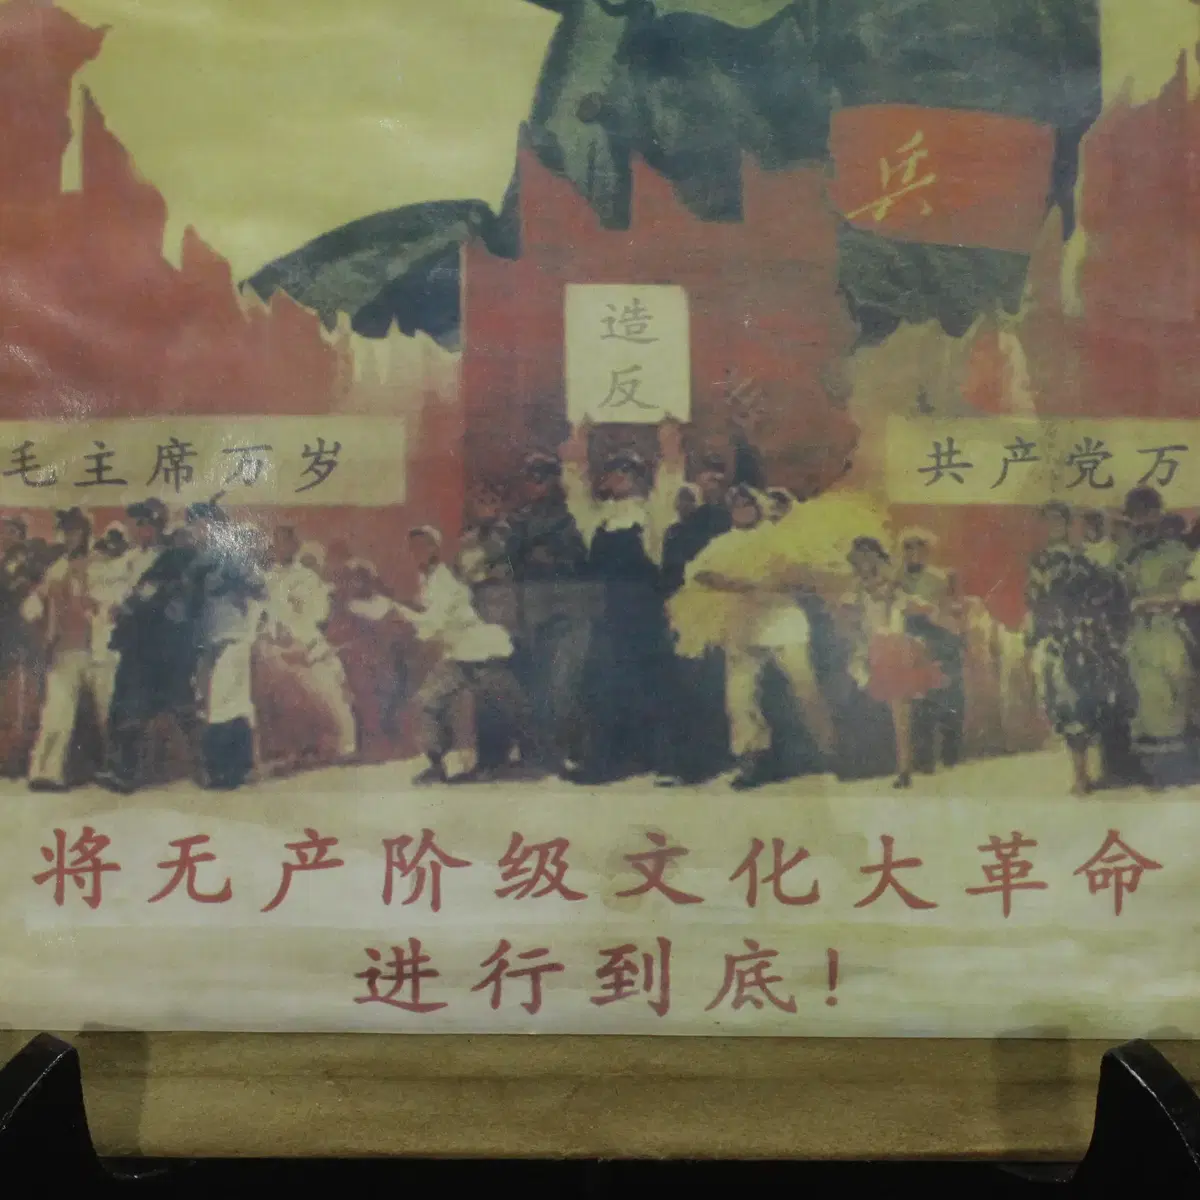 兵
造
反
毛主席万岁
共产党万
将无产阶级文化大革命
进行到底！